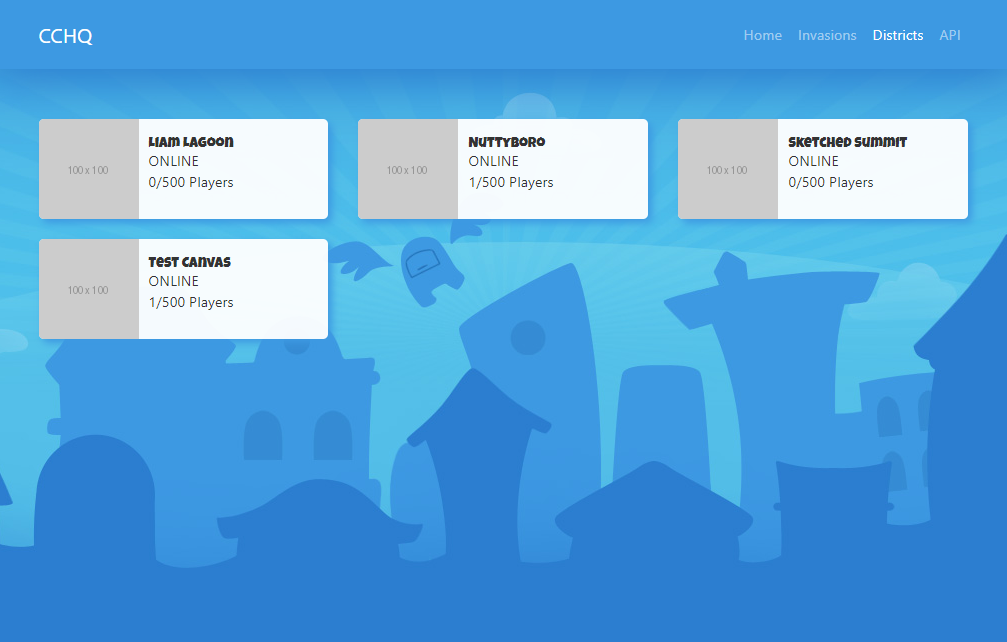 CCHQ
Home Invasions Districts API
100 x 100
Liam Lagoon
ONLINE
0/500 Players
100 x 100
Nuttyboro
ONLINE
1/500 Players
100 x 100
Sketched Summit
ONLINE
0/500 Players
100 x 100
Test Canvas
ONLINE
1/500 Players